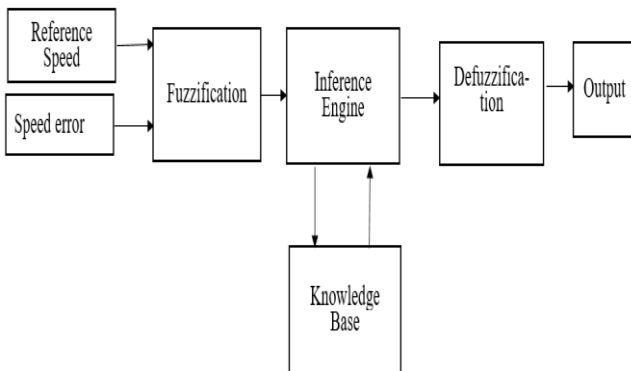 Reference
Speed
Speed error
Fuzzification
Inference
Engine
Defuzzifica-
tion
Output
Knowledge
Base